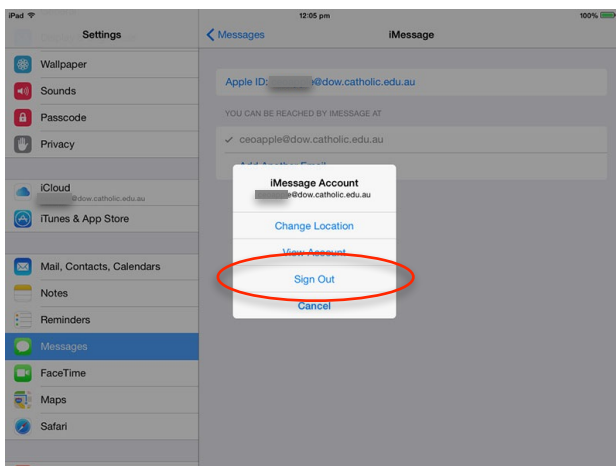 iPad 12:05 pm 100%
Settings
Messages iMessage
Wallpaper
Sounds
Passcode
Privacy
iCloud
@dow.catholic.edu.au
iTunes & App Store
Mail, Contacts, Calendars
Notes
Reminders
Messages
FaceTime
Maps
Safari
Apple ID: @dow.catholic.edu.au
YOU CAN BE REACHED BY IMESSAGE AT
ceoapple@dow.catholic.edu.au
Add Another Email
iMessage Account
e@dow.catholic.edu.au
Change Location
View Account
Sign Out
Cancel